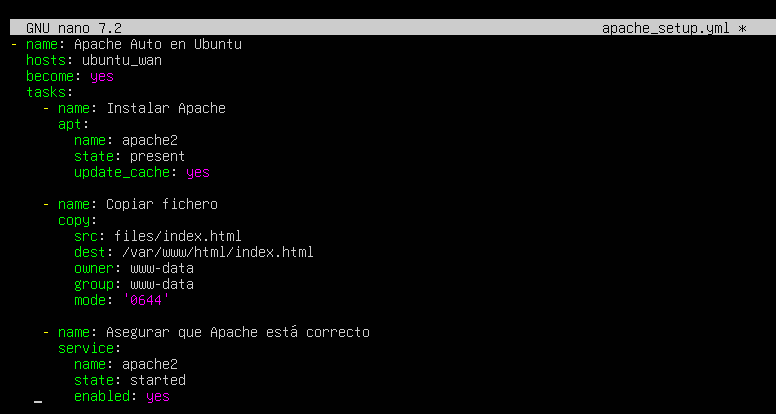 GNU nano 7.2 apache_setup.yml *
- name: Apache Auto en Ubuntu
  hosts: ubuntu_wan
  become: yes
  tasks:
    - name: Instalar Apache
      apt:
        name: apache2
        state: present
        update_cache: yes

    - name: Copiar fichero
      copy:
        src: files/index.html
        dest: /var/www/html/index.html
        owner: www-data
        group: www-data
        mode: '0644'

    - name: Asegurar que Apache está correcto
      service:
        name: apache2
        state: started
        enabled: yes